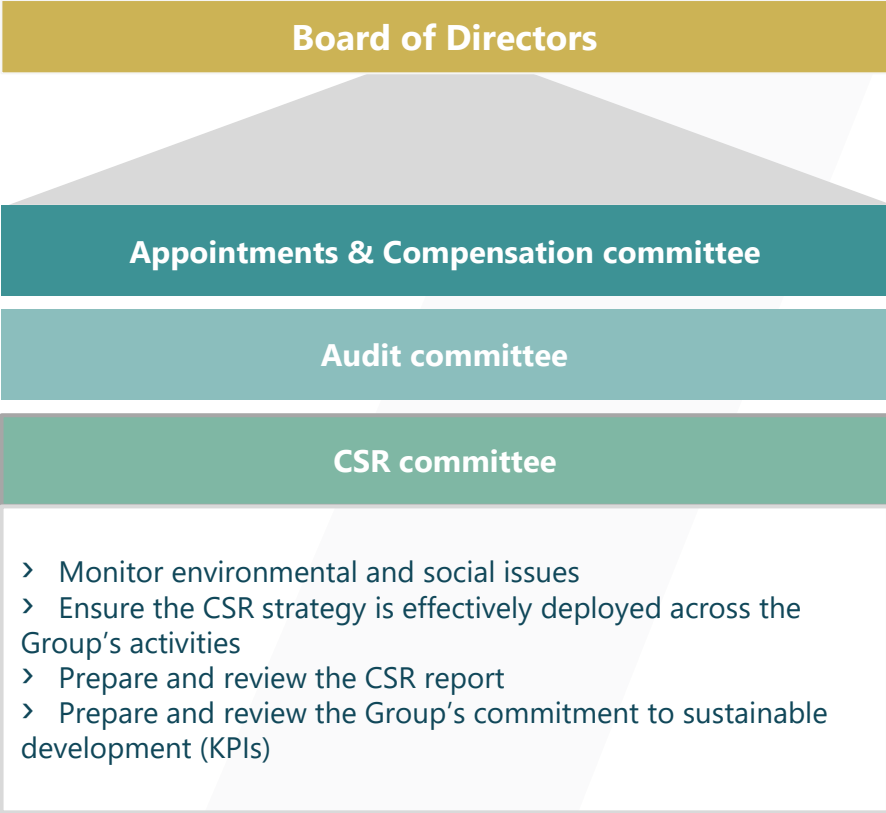 Board of Directors
Appointments & Compensation committee
Audit committee
CSR committee
› Monitor environmental and social issues
› Ensure the CSR strategy is effectively deployed across the
Group’s activities
› Prepare and review the CSR report
› Prepare and review the Group’s commitment to sustainable
development (KPIs)